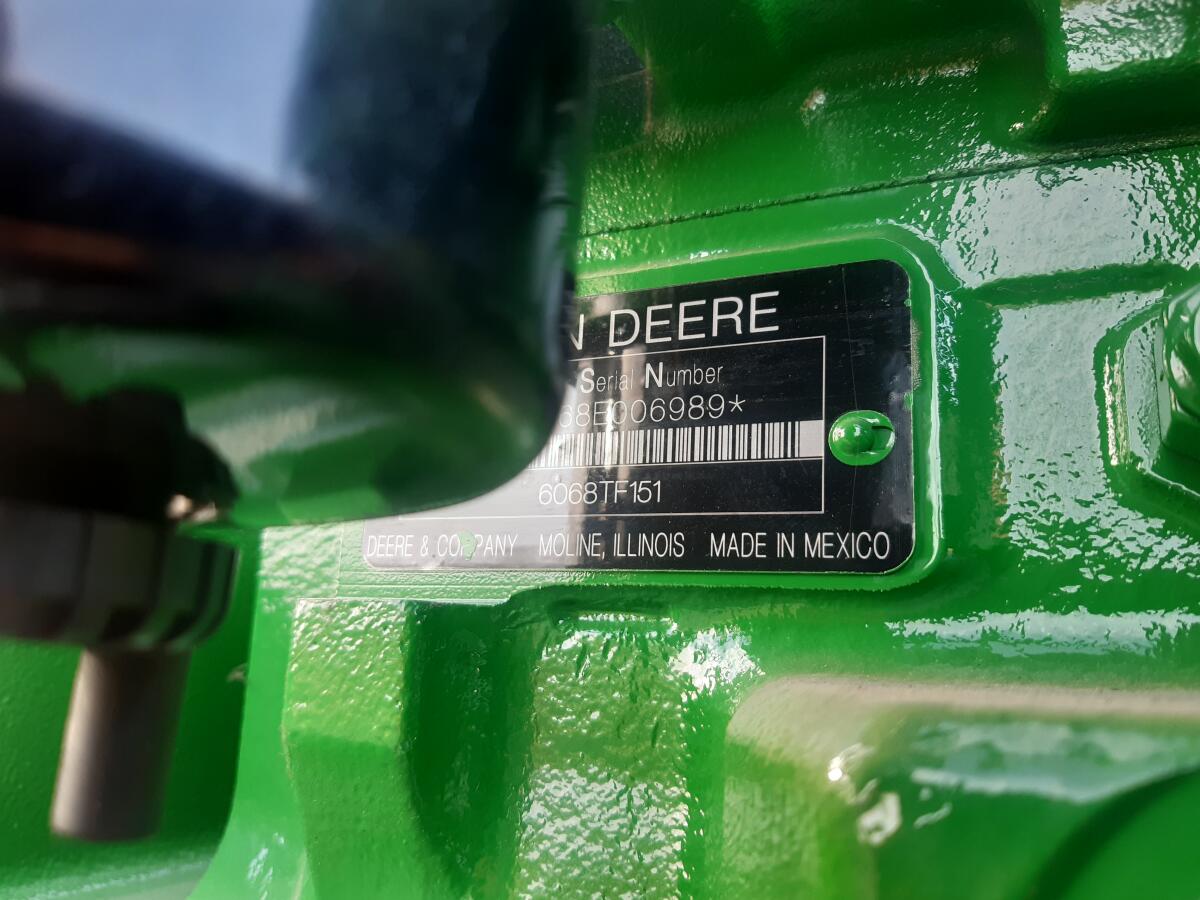 N DEERE
Serial Number
68E006989*
6068TF151
DEERE & COMPANY MOLINE, ILLINOIS MADE IN MEXICO